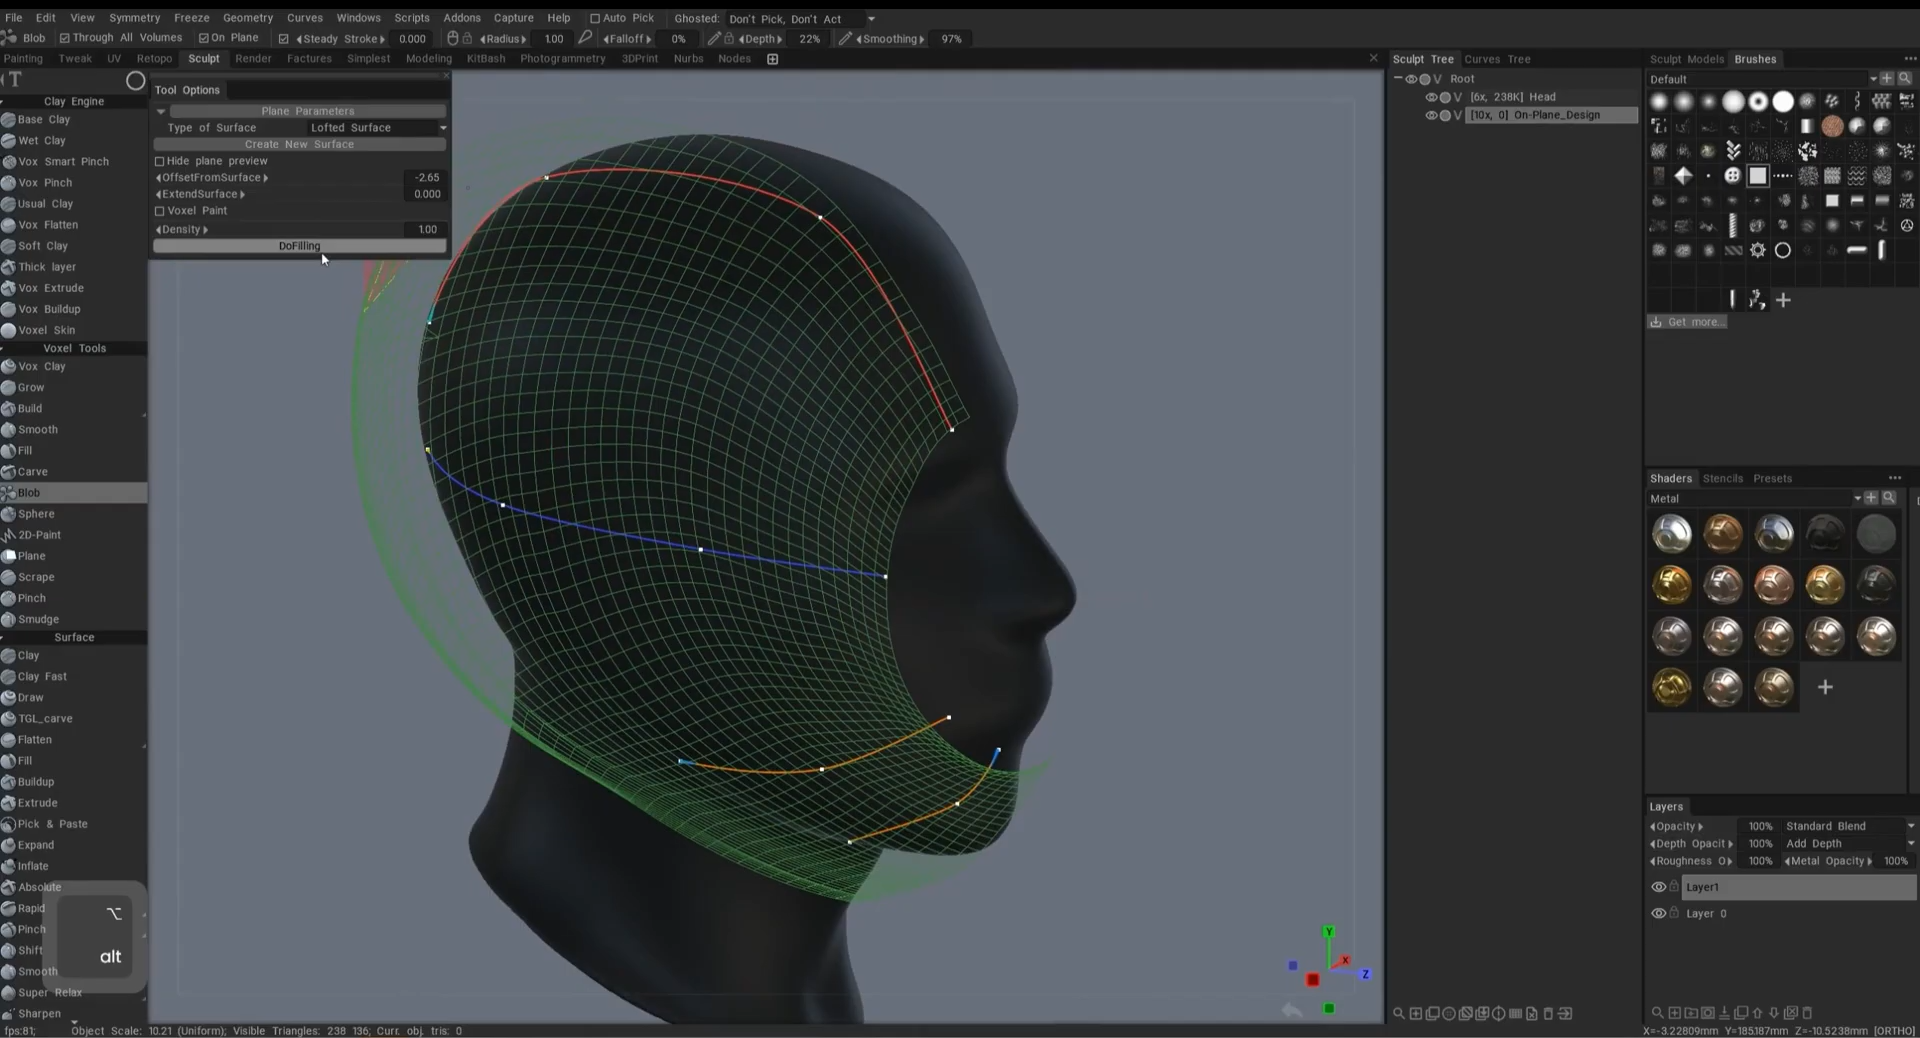 File Edit View Symmetry Freeze Geometry Curves Windows Scripts Addons Capture Help Auto Pick Ghosted: Don't Pick, Don't Act
Blob Through All Volumes On Plane Steady Stroke 0.000 Radius 1.00 Falloff 0% Depth 22% Smoothing 97%
Painting Tweak UV Retopo Sculpt Render Factures Simplest Modeling KitBash Photogrammetry 3DPrint Nurbs Nodes
T
Clay Engine
Base Clay
Wet Clay
Vox Smart Pinch
Vox Pinch
Usual Clay
Vox Flatten
Soft Clay
Thick layer
Vox Extrude
Vox Buildup
Voxel Skin
Voxel Tools
Vox Clay
Grow
Build
Smooth
Fill
Carve
Blob
Sphere
2D-Paint
Plane
Scrape
Pinch
Smudge
Surface
Clay
Clay Fast
Draw
TGL_carve
Flatten
Fill
Buildup
Extrude
Pick & Paste
Expand
Inflate
Absolute
Rapid
Pinch
Shift
Smooth
Super Relax
Sharpen
alt
Tool Options
Plane Parameters
Type of Surface Lofted Surface
Create New Surface
Hide plane preview
OffsetFromSurface -2.65
ExtendSurface 0.000
Voxel Paint
Density 1.00
DoFilling
Y
X
Z
Sculpt Tree Curves Tree
V Root
V [6x, 238K] Head
V [10x, 0] On-Plane_Design
Sculpt Models Brushes
Default
Get more...
Shaders Stencils Presets
Metal
Layers
Opacity 100% Standard Blend
Depth Opacit 100% Add Depth
Roughness O 100% Metal Opacity 100%
Layer1
Layer 0
fps:81; Object Scale: 10.21 (Uniform); Visible Triangles: 238 136; Curr. obj. tris: 0
X=-3.22809mm Y=185.187mm Z=-10.5238mm [ORTHO]